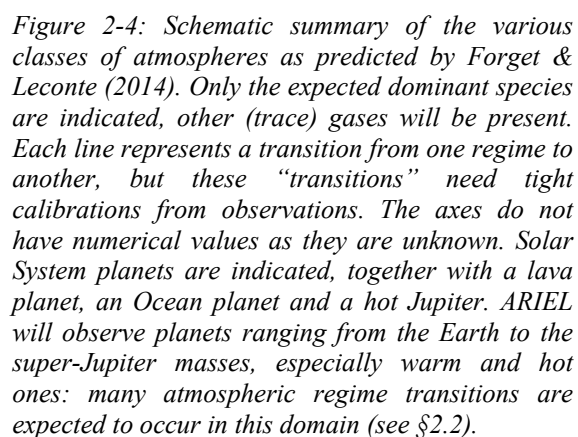 Figure 2-4: Schematic summary of the various
classes of atmospheres as predicted by Forget &
Leconte (2014). Only the expected dominant species
are indicated, other (trace) gases will be present.
Each line represents a transition from one regime to
another, but these “transitions” need tight
calibrations from observations. The axes do not
have numerical values as they are unknown. Solar
System planets are indicated, together with a lava
planet, an Ocean planet and a hot Jupiter. ARIEL
will observe planets ranging from the Earth to the
super-Jupiter masses, especially warm and hot
ones: many atmospheric regime transitions are
expected to occur in this domain (see §2.2).